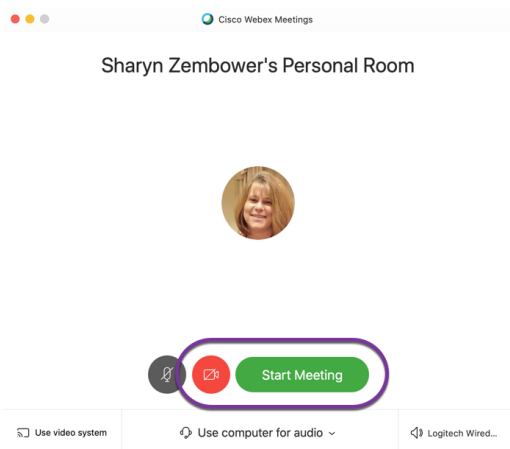 Cisco Webex Meetings
Sharyn Zembower's Personal Room
Start Meeting
Use video system
Use computer for audio
Logitech Wired...